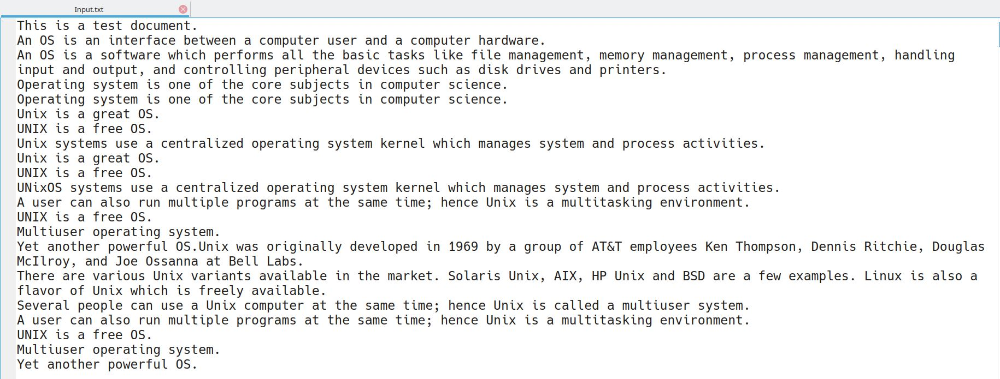 Input.txt
This is a test document.
An OS is an interface between a computer user and a computer hardware.
An OS is a software which performs all the basic tasks like file management, memory management, process management, handling
input and output, and controlling peripheral devices such as disk drives and printers.
Operating system is one of the core subjects in computer science.
Operating system is one of the core subjects in computer science.
Unix is a great OS.
UNIX is a free OS.
Unix systems use a centralized operating system kernel which manages system and process activities.
Unix is a great OS.
UNIX is a free OS.
UNixOS systems use a centralized operating system kernel which manages system and process activities.
A user can also run multiple programs at the same time; hence Unix is a multitasking environment.
UNIX is a free OS.
Multiuser operating system.
Yet another powerful OS.Unix was originally developed in 1969 by a group of AT&T employees Ken Thompson, Dennis Ritchie, Douglas
McIlroy, and Joe Ossanna at Bell Labs.
There are various Unix variants available in the market. Solaris Unix, AIX, HP Unix and BSD are a few examples. Linux is also a
flavor of Unix which is freely available.
Several people can use a Unix computer at the same time; hence Unix is called a multiuser system.
A user can also run multiple programs at the same time; hence Unix is a multitasking environment.
UNIX is a free OS.
Multiuser operating system.
Yet another powerful OS.